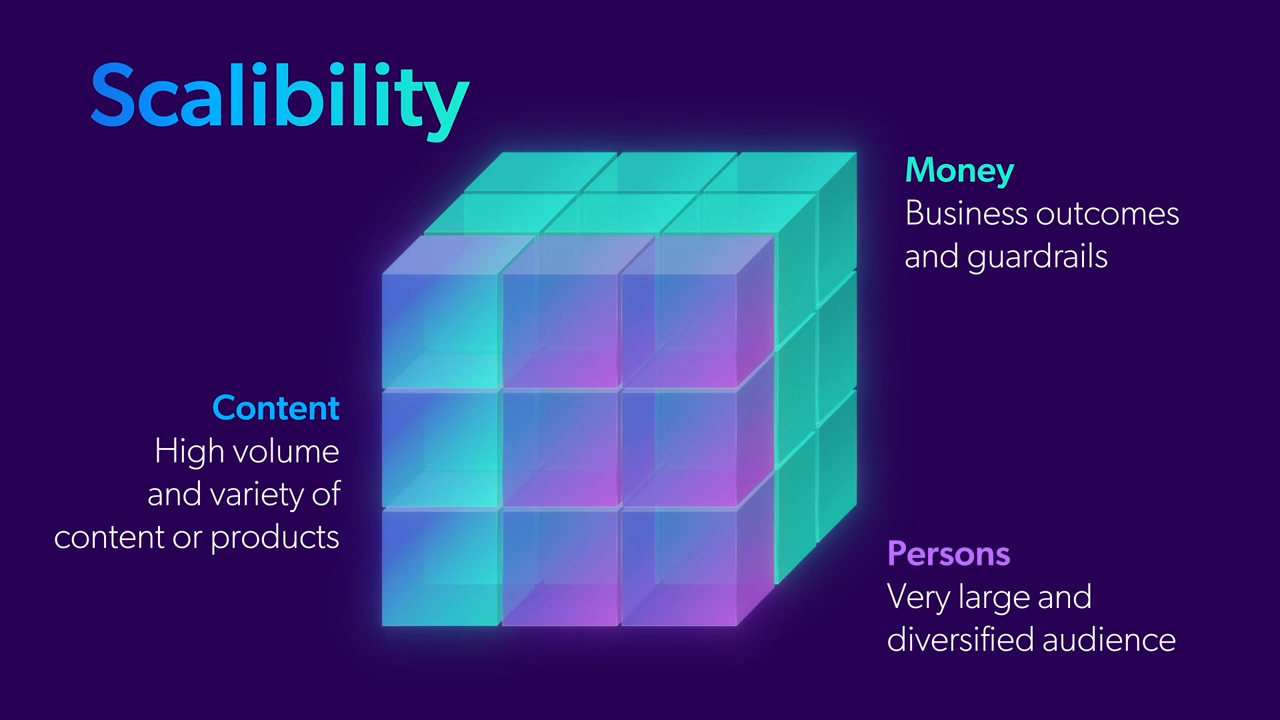 Scalibility
Money
Business outcomes
and guardrails
Content
High volume
and variety of
content or products
Persons
Very large and
diversified audience